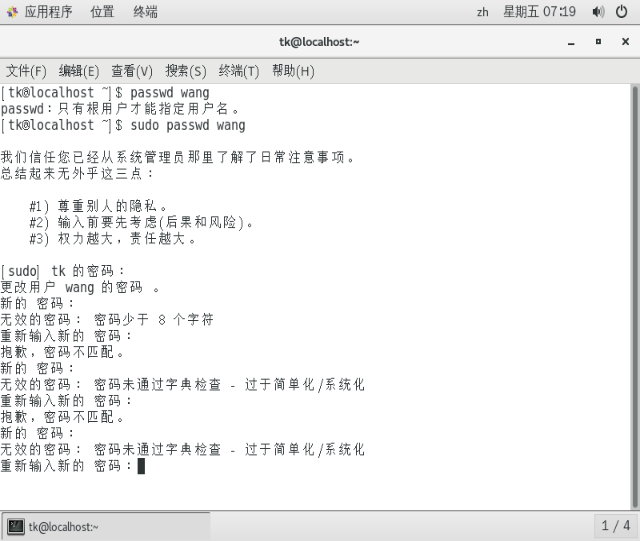 应用程序 位置 终端 zh 星期五 07:19
tk@localhost:~
文件(F) 编辑(E) 查看(V) 搜索(S) 终端(T) 帮助(H)
[tk@localhost ~]$ passwd wang
passwd：只有根用户才能指定用户名。
[tk@localhost ~]$ sudo passwd wang
我们信任您已经从系统管理员那里了解了日常注意事项。
总结起来无外乎这三点：
#1) 尊重别人的隐私。
#2) 输入前要先考虑(后果和风险)。
#3) 权力越大，责任越大。
[sudo] tk 的密码：
更改用户 wang 的密码 。
新的 密码：
无效的密码： 密码少于 8 个字符
重新输入新的 密码：
抱歉，密码不匹配。
新的 密码：
无效的密码： 密码未通过字典检查 - 过于简单化/系统化
重新输入新的 密码：
抱歉，密码不匹配。
新的 密码：
无效的密码： 密码未通过字典检查 - 过于简单化/系统化
重新输入新的 密码：
tk@localhost:~ 1 / 4